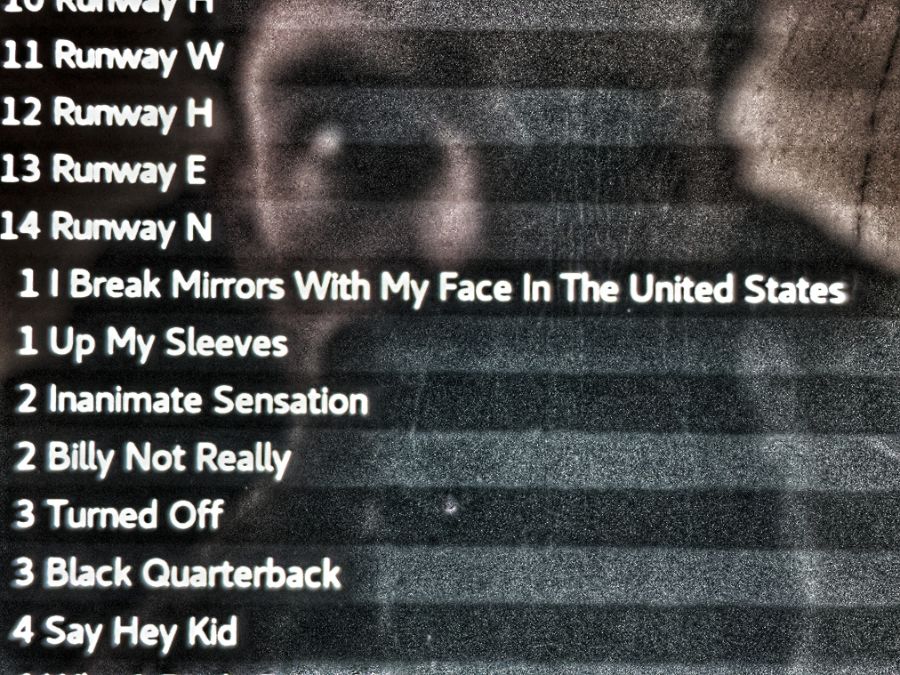 10 Runway H
11 Runway W
12 Runway H
13 Runway E
14 Runway N
1 I Break Mirrors With My Face In The United States
1 Up My Sleeves
2 Inanimate Sensation
2 Billy Not Really
3 Turned Off
3 Black Quarterback
4 Say Hey Kid